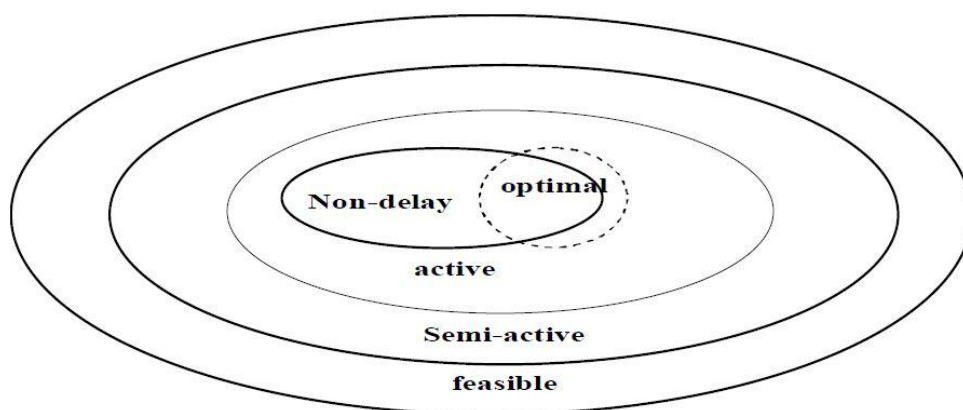 optimal
Non-delay
active
Semi-active
feasible